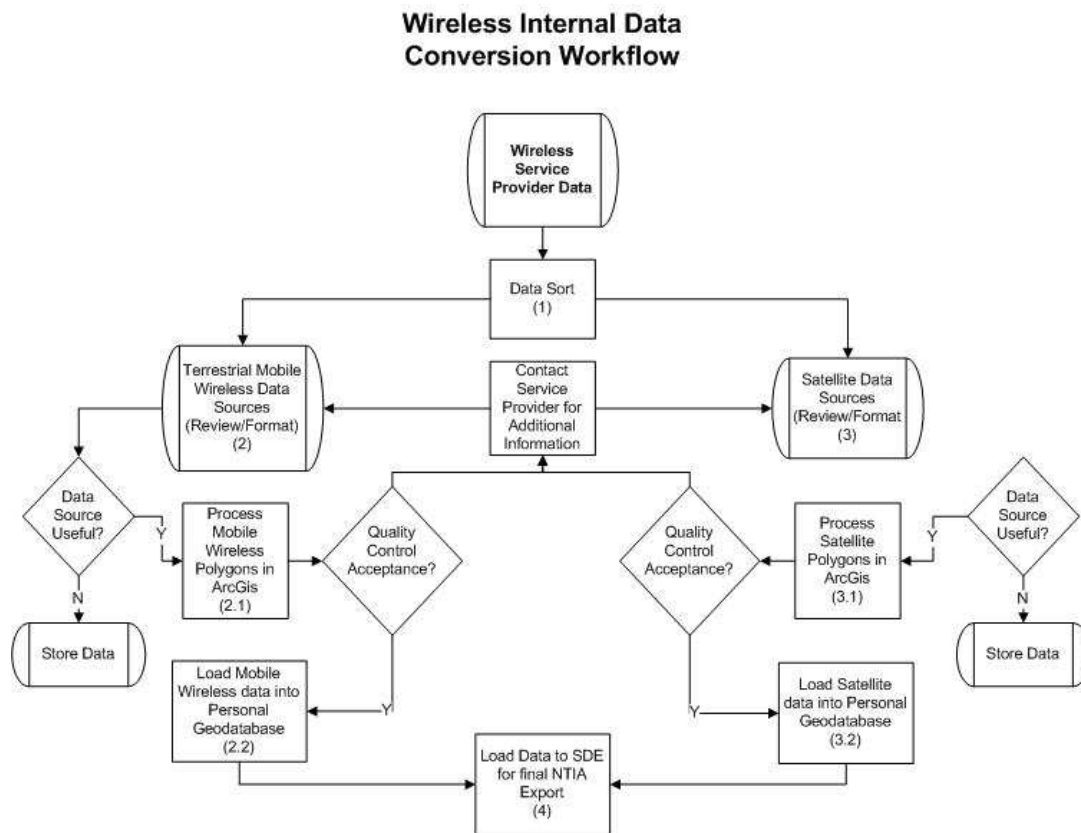 Wireless Internal Data
Conversion Workflow
Wireless
Service
Provider Data
Data Sort
(1)
Terrestrial Mobile
Wireless Data
Sources
(Review/Format)
(2)
Contact
Service
Provider for
Additional
Information
Satellite Data
Sources
(Review/Format
(3)
Data
Source
Useful?
Y
N
Store Data
Process
Mobile
Wireless
Polygons in
ArcGis
(2.1)
Quality
Control
Acceptance?
Y
Quality
Control
Acceptance?
Y
Process
Satellite
Polygons in
ArcGis
(3.1)
Y
Data
Source
Useful?
N
Store Data
Load Mobile
Wireless data into
Personal
Geodatabase
(2.2)
Load Satellite
data into Personal
Geodatabase
(3.2)
Load Data to SDE
for final NTIA
Export
(4)